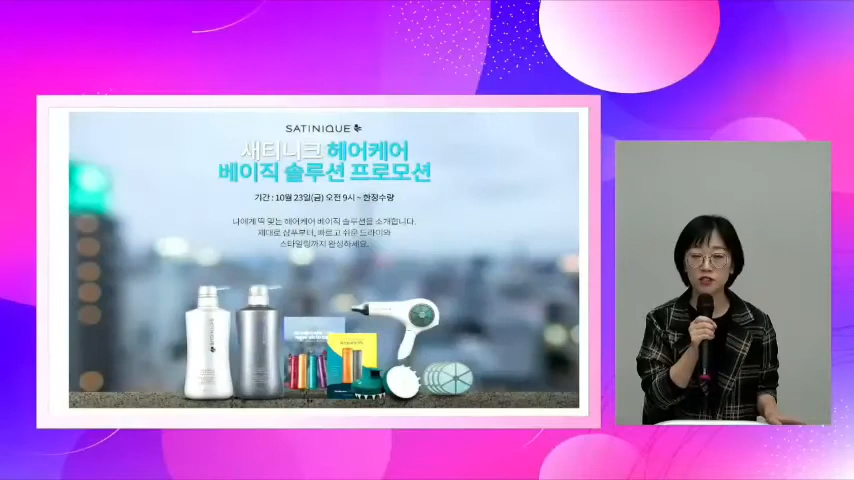 SATINIQUE
새티니크 헤어케어
베이직 솔루션 프로모션
기간 : 10월 23일(금) 오전 9시 ~ 한정수량
나에게 딱 맞는 헤어케어 베이직 솔루션을 소개합니다.
제대로 샴푸부터, 빠르고 쉬운 드라이와
스타일링까지 완성하세요.